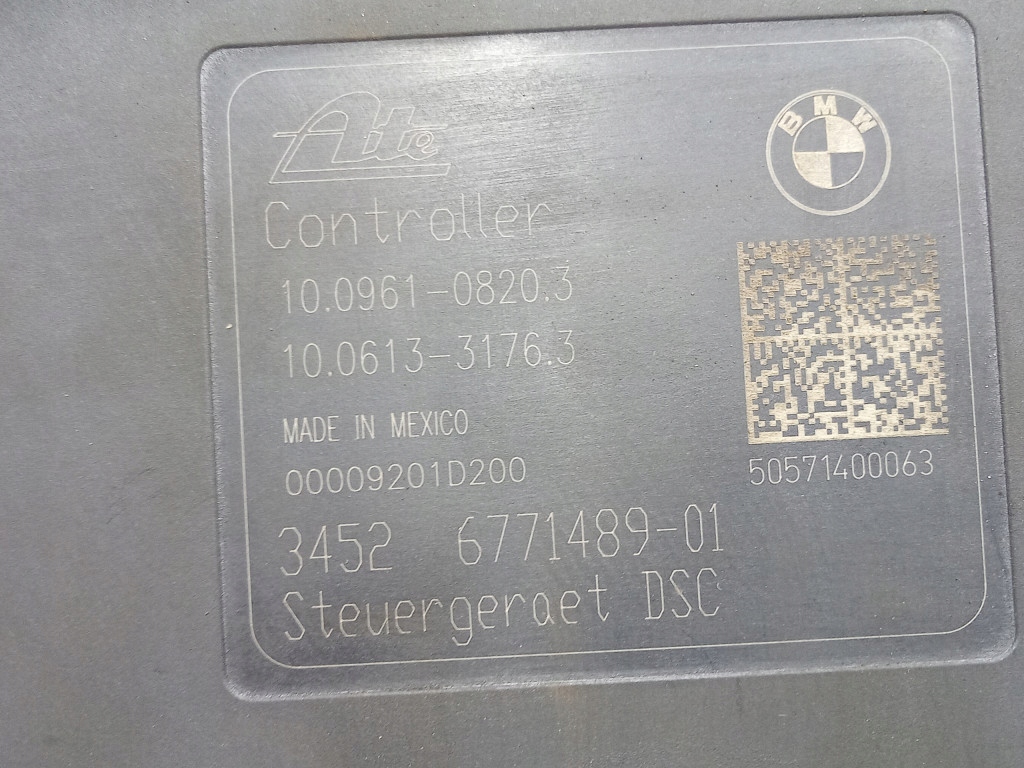 Ate
BMW
Controller
10.0961-0820.3
10.0613-3176.3
MADE IN MEXICO
00009201D200
50571400063
3452 6771489-01
Steuergeraet DSC